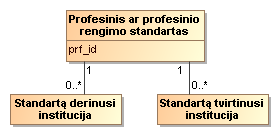 Profesinis ar profesinio
rengimo standartas
prf_id
1
1
0..*
0..*
Standartą derinusi
institucija
Standartą tvirtinusi
institucija